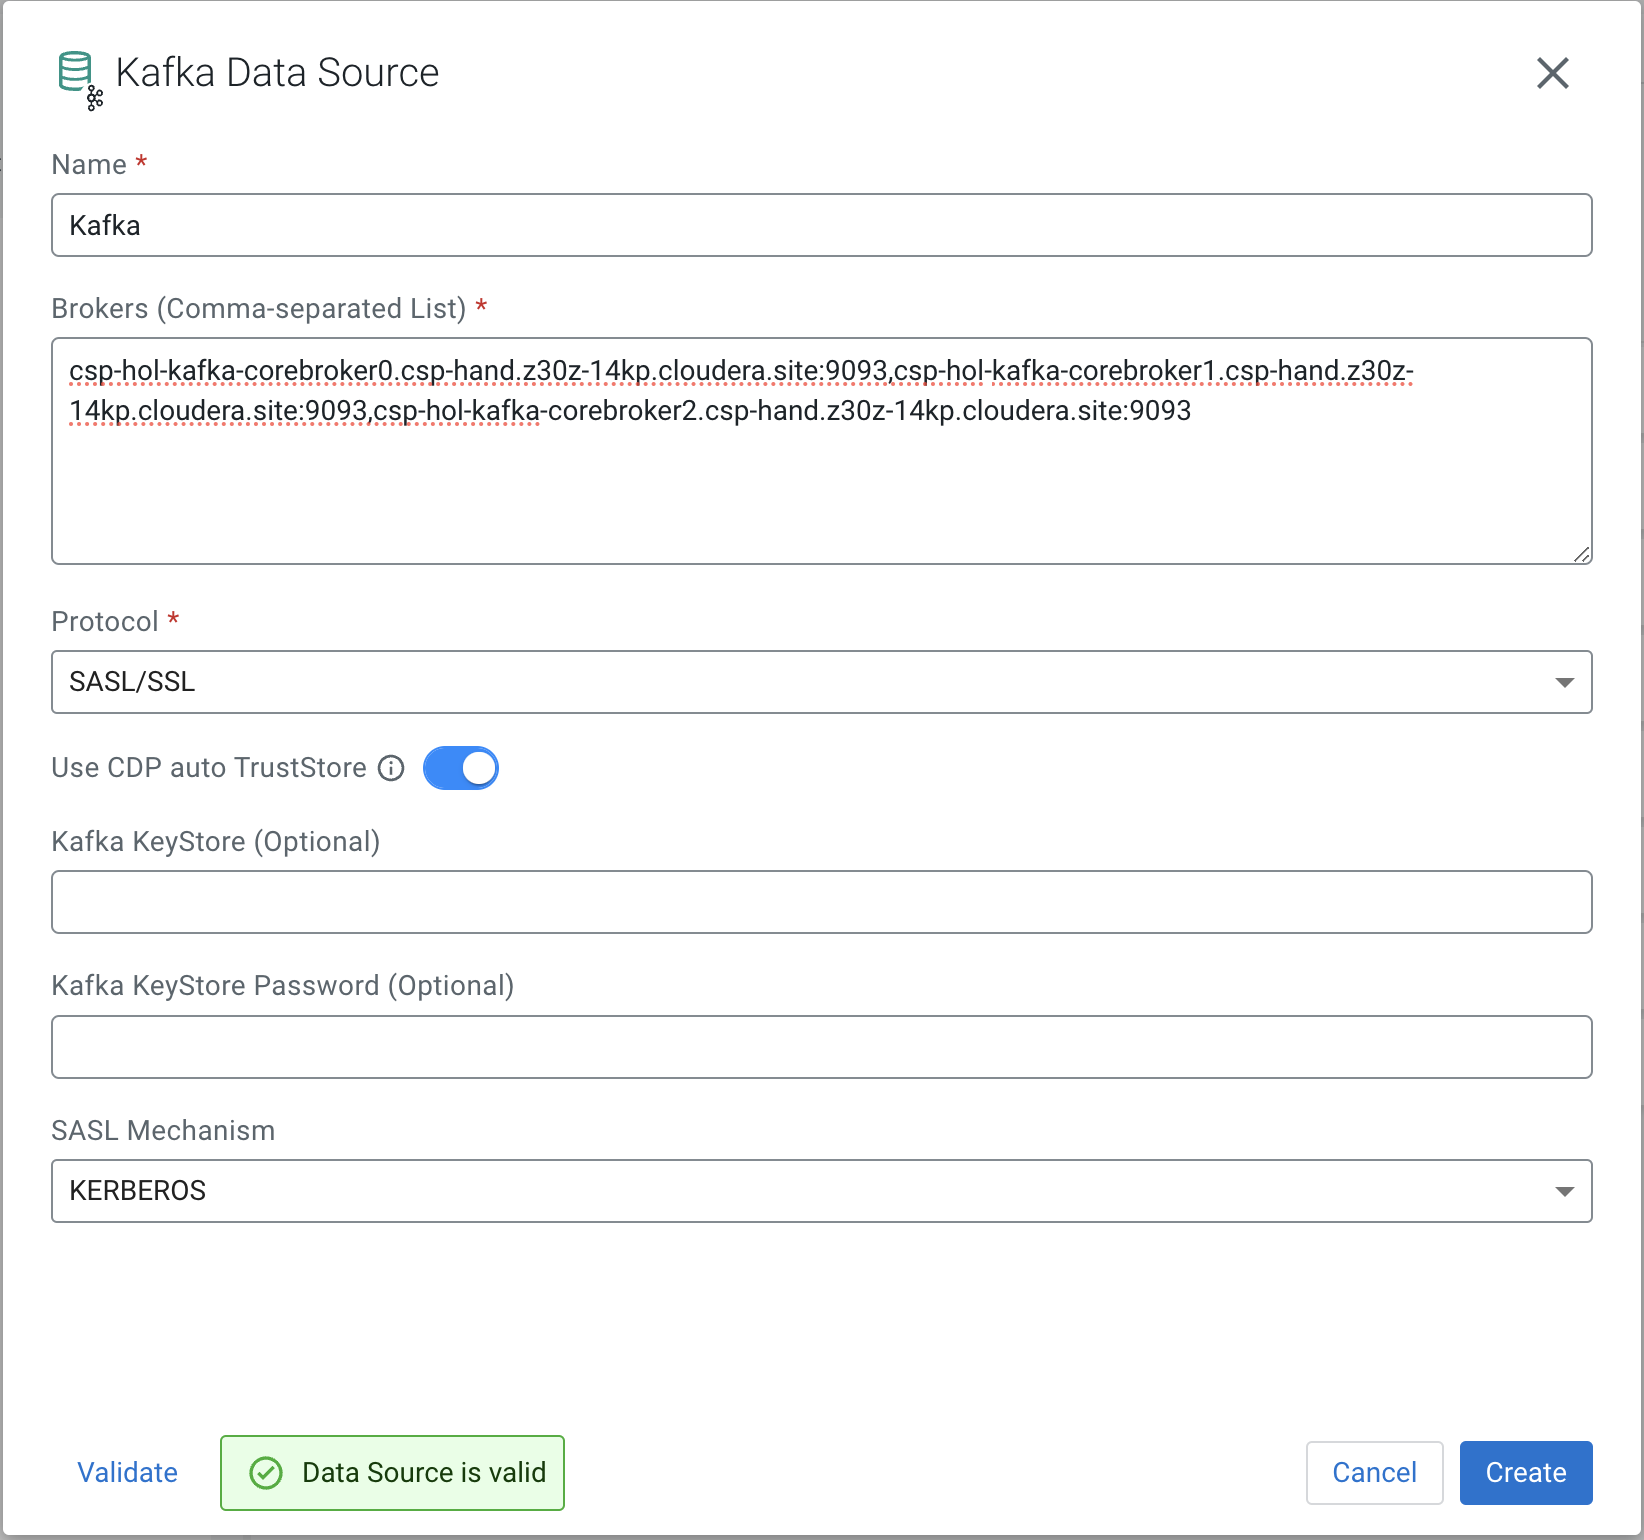 Kafka Data Source
Name *
Kafka
Brokers (Comma-separated List) *
csp-hol-kafka-corebroker0.csp-hand.z30z-14kp.cloudera.site:9093,csp-hol-kafka-corebroker1.csp-hand.z30z-
14kp.cloudera.site:9093,csp-hol-kafka-corebroker2.csp-hand.z30z-14kp.cloudera.site:9093
Protocol *
SASL/SSL
Use CDP auto TrustStore
Kafka KeyStore (Optional)
Kafka KeyStore Password (Optional)
SASL Mechanism
KERBEROS
Validate
Data Source is valid
Cancel
Create